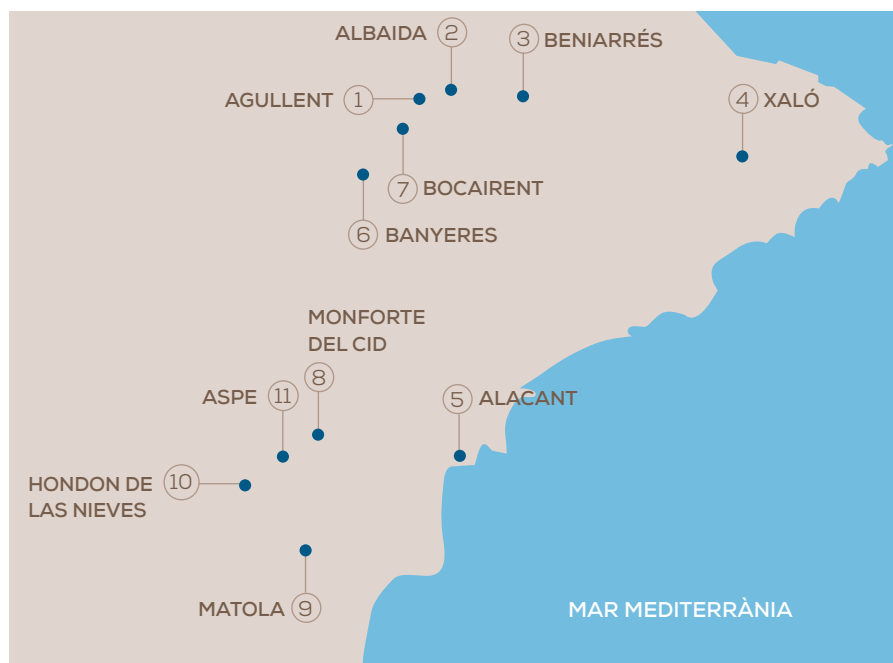 ALBAIDA 2
3 BENIARRÉS
AGULLENT 1
4 XALÓ
7 BOCAIRENT
6 BANYERES
MONFORTE
DEL CID
8
ASPE 11
5 ALACANT
HONDON DE
LAS NIEVES
10
MATOLA 9
MAR MEDITERRÀNIA